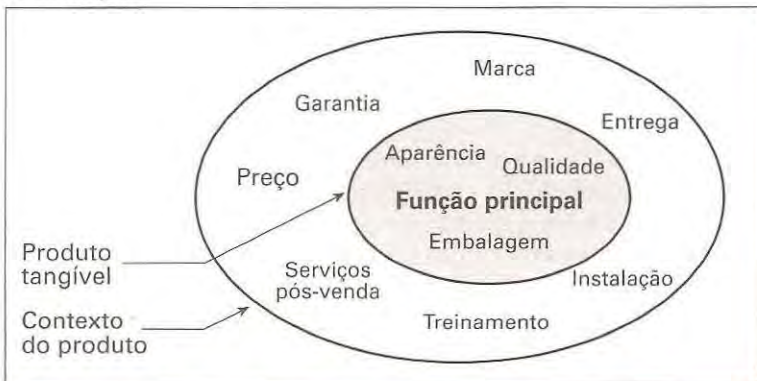 Marca
Garantia
Entrega
Aparência
Qualidade
Preço
Função principal
Embalagem
Produto
tangível
Serviços
pós-venda
Instalação
Contexto
do produto
Treinamento